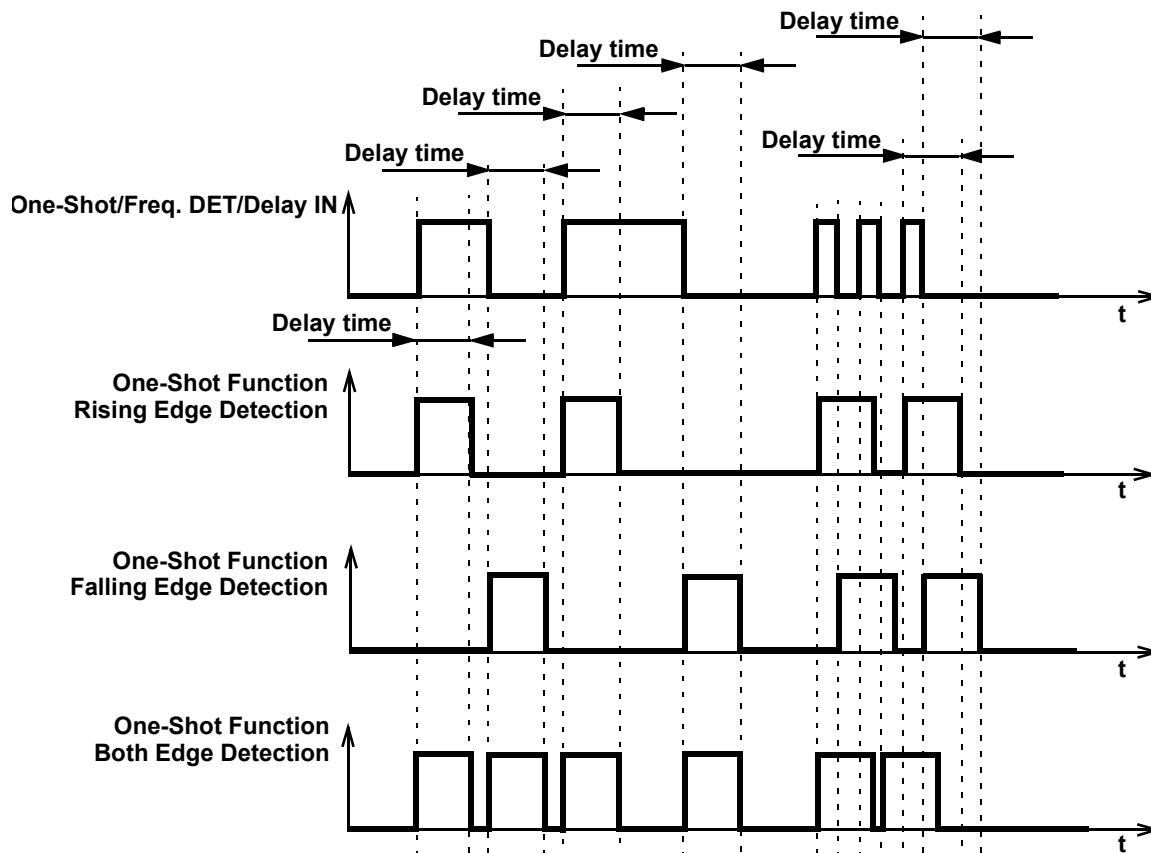 Delay time
Delay time
Delay time
Delay time
Delay time
One-Shot/Freq. DET/Delay IN
t
Delay time
One-Shot Function
Rising Edge Detection
t
One-Shot Function
Falling Edge Detection
t
One-Shot Function
Both Edge Detection
t